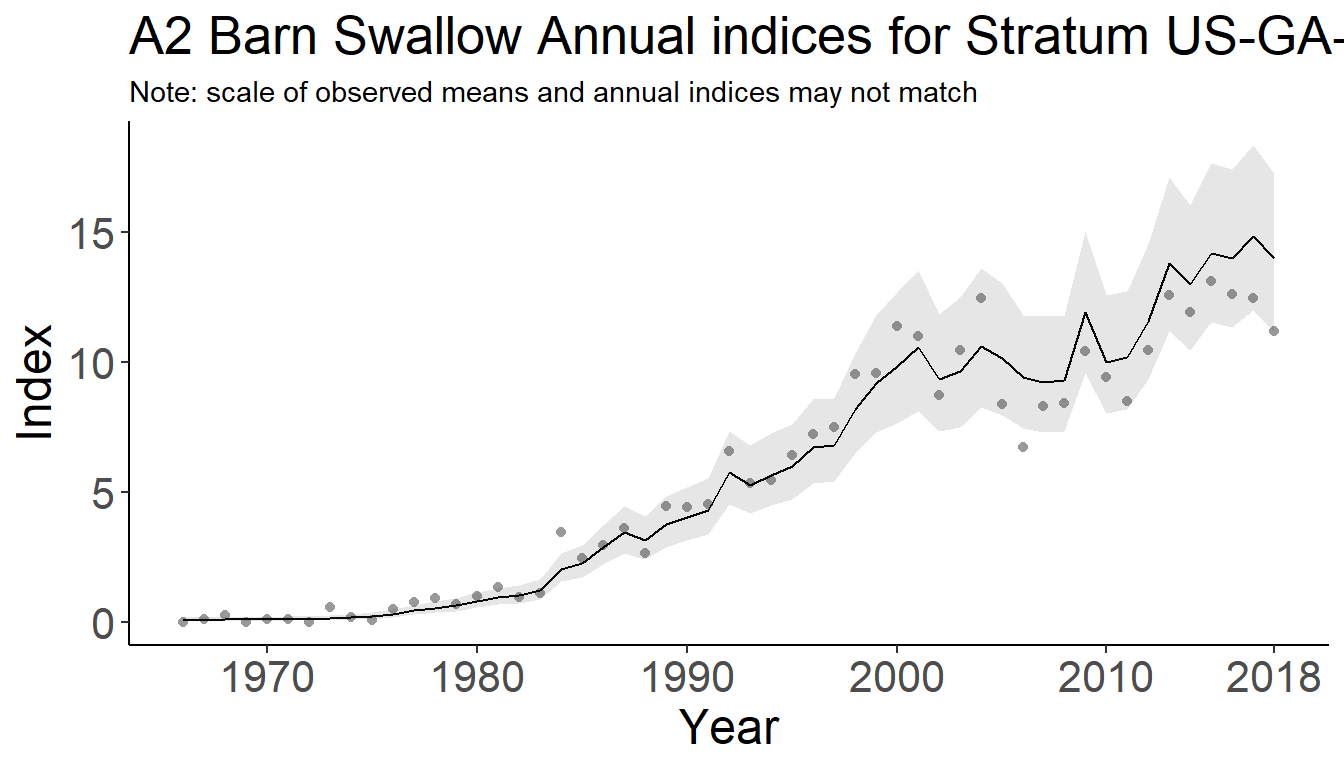 A2 Barn Swallow Annual indices for Stratum US-GA-
Note: scale of observed means and annual indices may not match
15
10
5
0
Index
1970 1980 1990 2000 2010 2018
Year